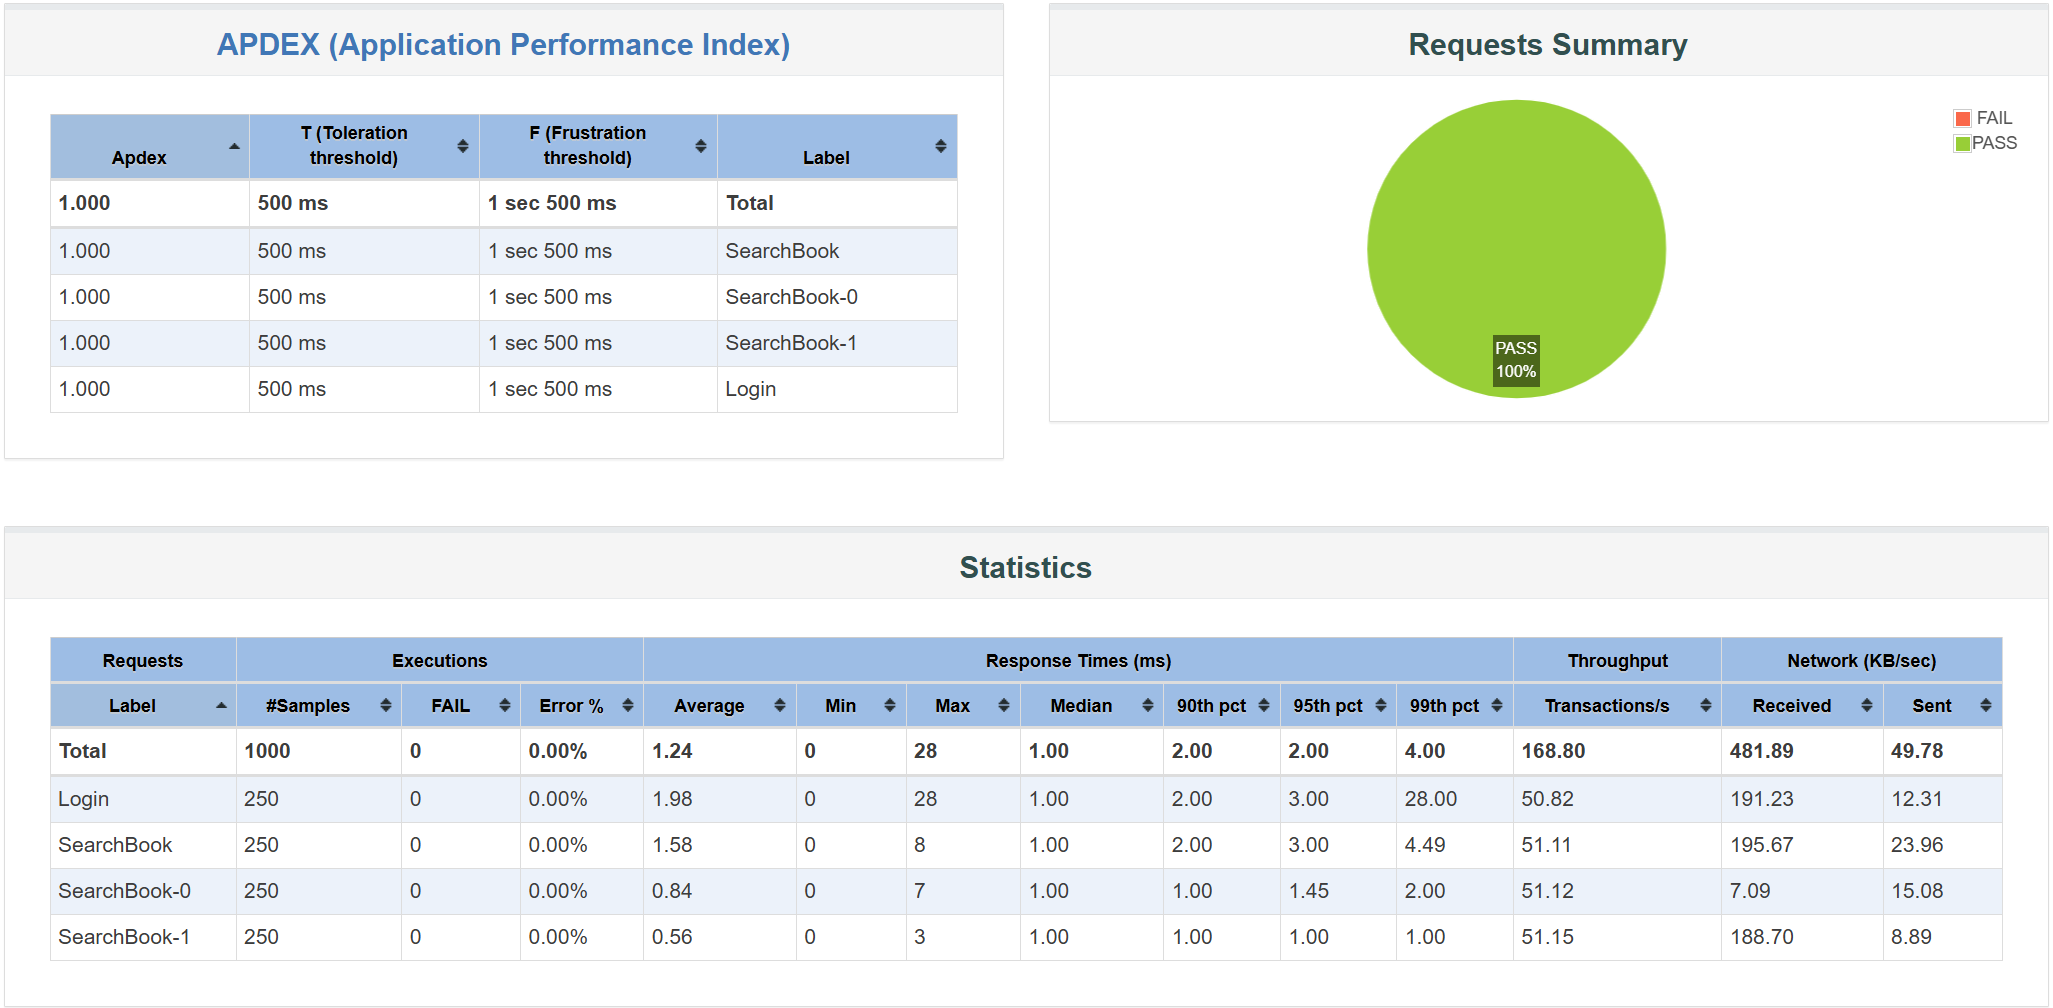 APDEX (Application Performance Index)
Apdex T (Toleration threshold) F (Frustration threshold) Label
1.000 500 ms 1 sec 500 ms Total
1.000 500 ms 1 sec 500 ms SearchBook
1.000 500 ms 1 sec 500 ms SearchBook-0
1.000 500 ms 1 sec 500 ms SearchBook-1
1.000 500 ms 1 sec 500 ms Login
Requests Summary
FAIL
PASS
PASS
100%
Statistics
Requests Executions Response Times (ms) Throughput Network (KB/sec)
Label #Samples FAIL Error % Average Min Max Median 90th pct 95th pct 99th pct Transactions/s Received Sent
Total 1000 0 0.00% 1.24 0 28 1.00 2.00 2.00 4.00 168.80 481.89 49.78
Login 250 0 0.00% 1.98 0 28 1.00 2.00 3.00 28.00 50.82 191.23 12.31
SearchBook 250 0 0.00% 1.58 0 8 1.00 2.00 3.00 4.49 51.11 195.67 23.96
SearchBook-0 250 0 0.00% 0.84 0 7 1.00 1.00 1.45 2.00 51.12 7.09 15.08
SearchBook-1 250 0 0.00% 0.56 0 3 1.00 1.00 1.00 1.00 51.15 188.70 8.89